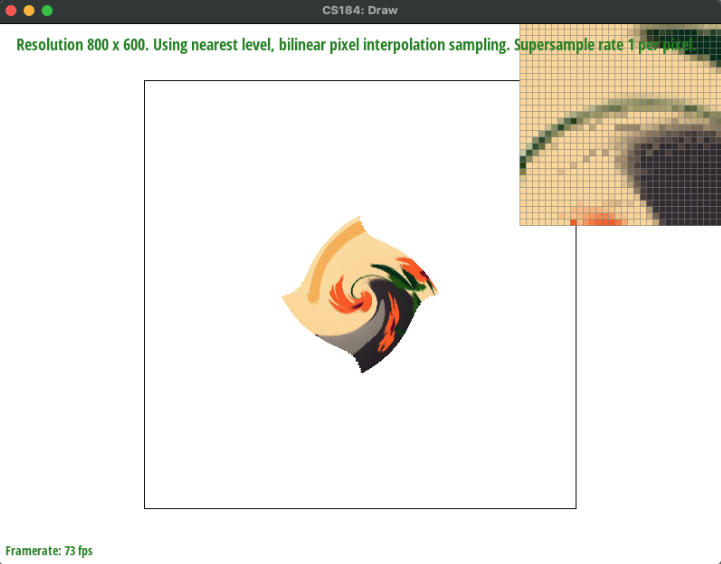 CS184: Draw
Resolution 800 x 600. Using nearest level, bilinear pixel interpolation sampling. Supersample rate 1 per pixel.
Framerate: 73 fps